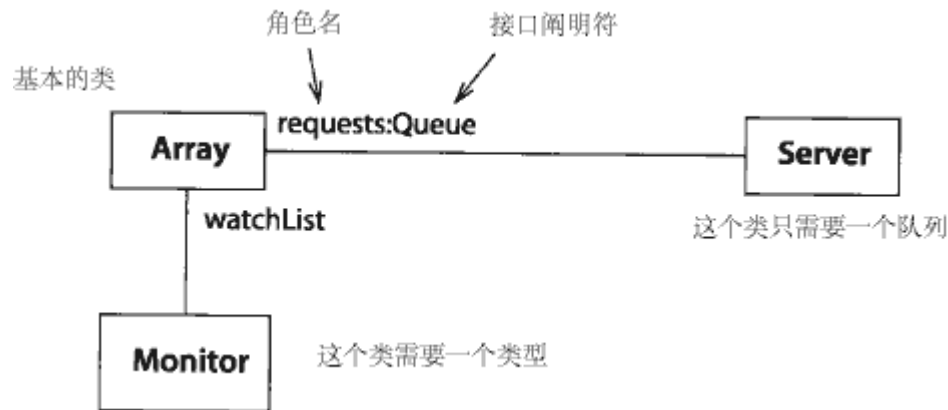 角色名
接口阐明符
基本的类
requests:Queue
Array
Server
watchList
这个类只需要一个队列
Monitor
这个类需要一个类型